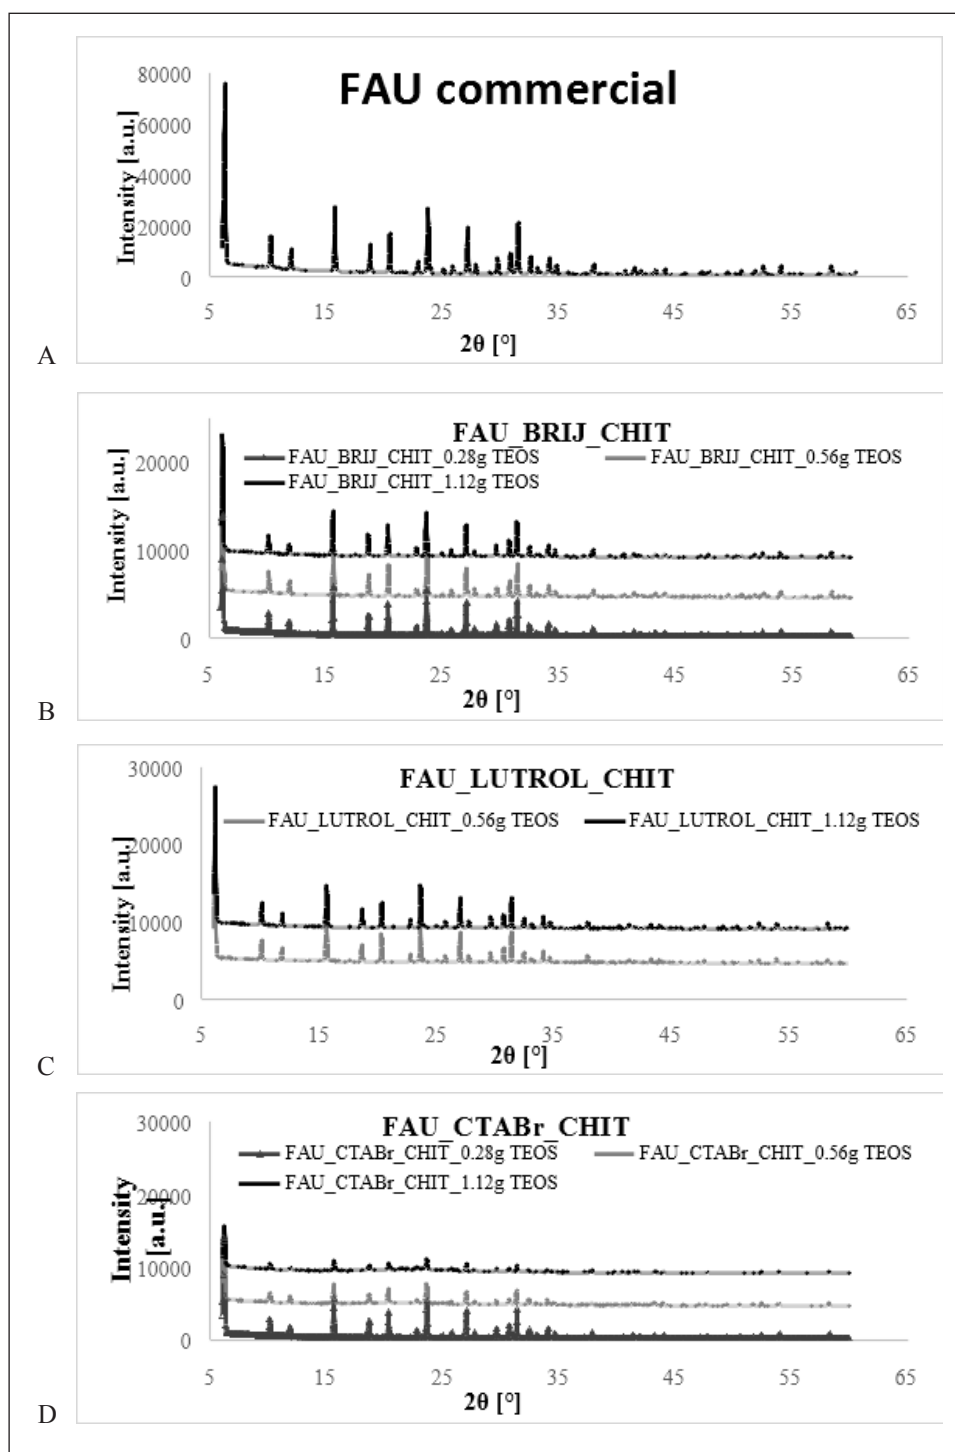 FAU commercial
80000
60000
40000
20000
0
Intensity [a.u.]
5 15 25 35 45 55 65
2θ [°]
A
FAU_BRIJ_CHIT
FAU_BRIJ_CHIT_0.28g TEOS FAU_BRIJ_CHIT_0.56g TEOS
FAU_BRIJ_CHIT_1.12g TEOS
20000
10000
0
Intensity [a.u.]
5 15 25 35 45 55 65
2θ [°]
B
FAU_LUTROL_CHIT
FAU_LUTROL_CHIT_0.56g TEOS FAU_LUTROL_CHIT_1.12g TEOS
30000
20000
10000
0
Intensity [a.u.]
5 15 25 35 45 55 65
2θ [°]
C
FAU_CTABr_CHIT
FAU_CTABr_CHIT_0.28g TEOS FAU_CTABr_CHIT_0.56g TEOS
FAU_CTABr_CHIT_1.12g TEOS
30000
20000
10000
0
Intensity
[a.u.]
5 15 25 35 45 55 65
2θ [°]
D